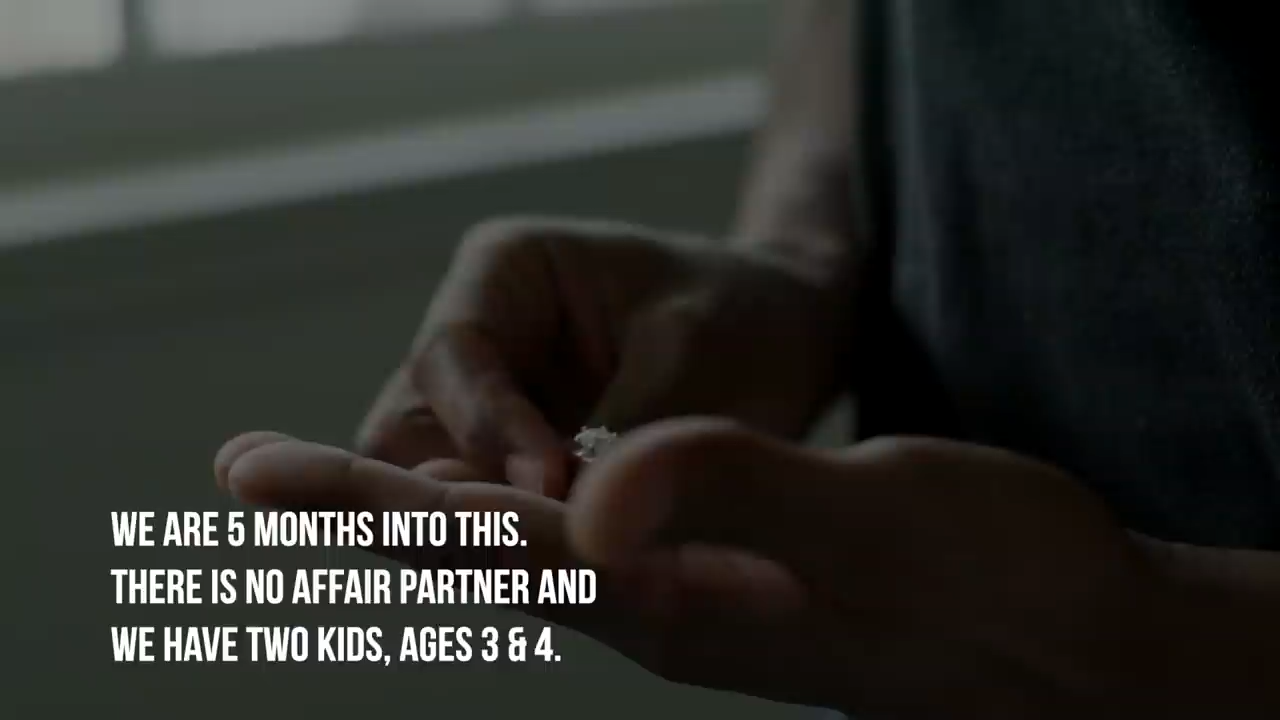 WE ARE 5 MONTHS INTO THIS.
THERE IS NO AFFAIR PARTNER AND
WE HAVE TWO KIDS, AGES 3 & 4.